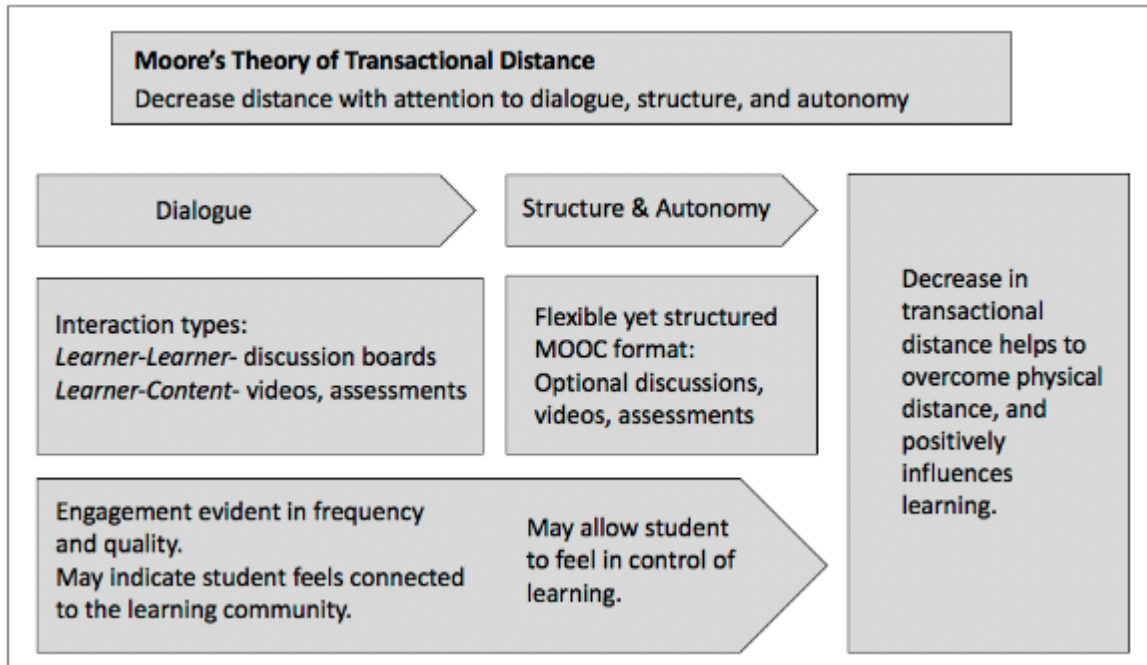 Moore’s Theory of Transactional Distance
Decrease distance with attention to dialogue, structure, and autonomy
Dialogue
Structure & Autonomy
Interaction types:
Learner-Learner- discussion boards
Learner-Content- videos, assessments
Flexible yet structured
MOOC format:
Optional discussions,
videos, assessments
Engagement evident in frequency
and quality.
May indicate student feels connected
to the learning community.
May allow student
to feel in control of
learning.
Decrease in
transactional
distance helps to
overcome physical
distance, and
positively
influences
learning.